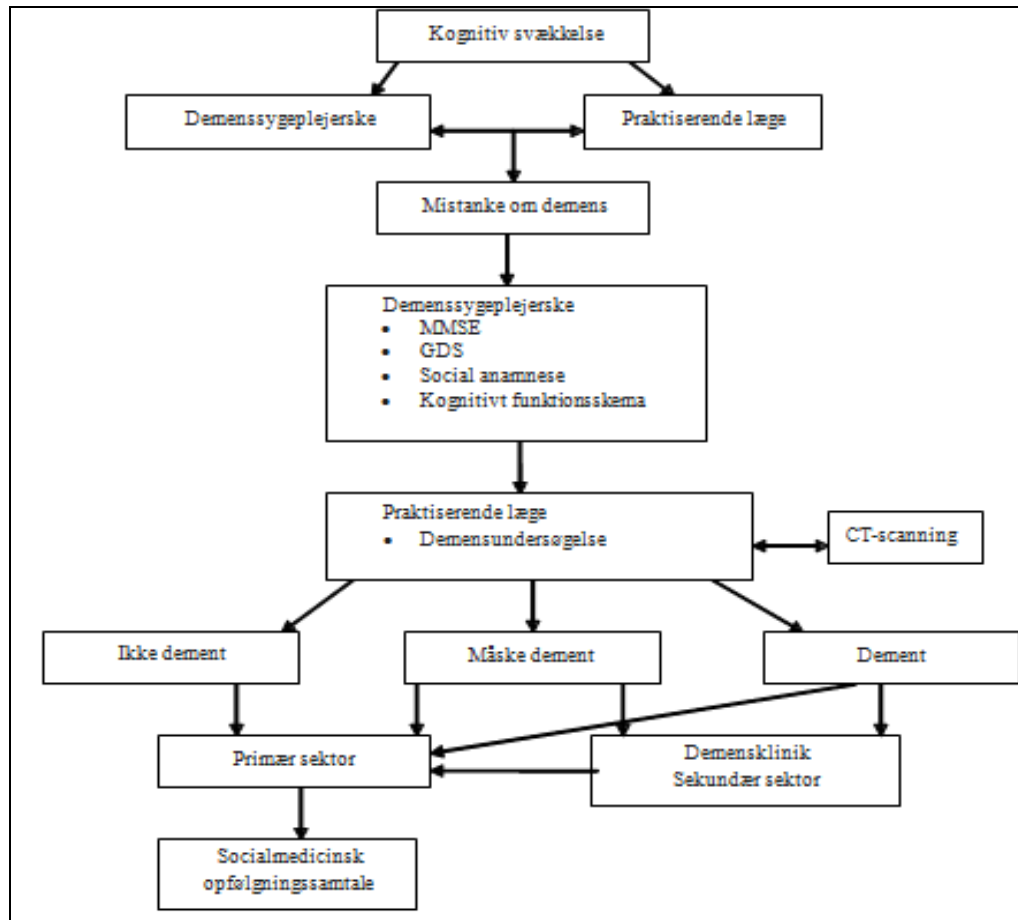 Kognitiv svækkelse
Demenssygeplejerske
Praktiserende læge
Mistanke om demens
Demenssygeplejerske
• MMSE
• GDS
• Social anamnese
• Kognitivt funktionsskema
Praktiserende læge
• Demensundersøgelse
CT-scanning
Ikke dement
Måske dement
Dement
Primær sektor
Demensklinik
Sekundær sektor
Socialmedicinsk
opfølgningssamtale